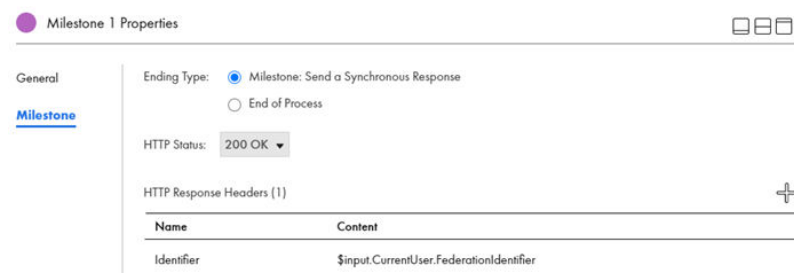 Milestone 1 Properties
General
Milestone
Ending Type: Milestone: Send a Synchronous Response
End of Process
HTTP Status: 200 OK
HTTP Response Headers (1)
Name Content
Identifier $input.CurrentUser.FederationIdentifier